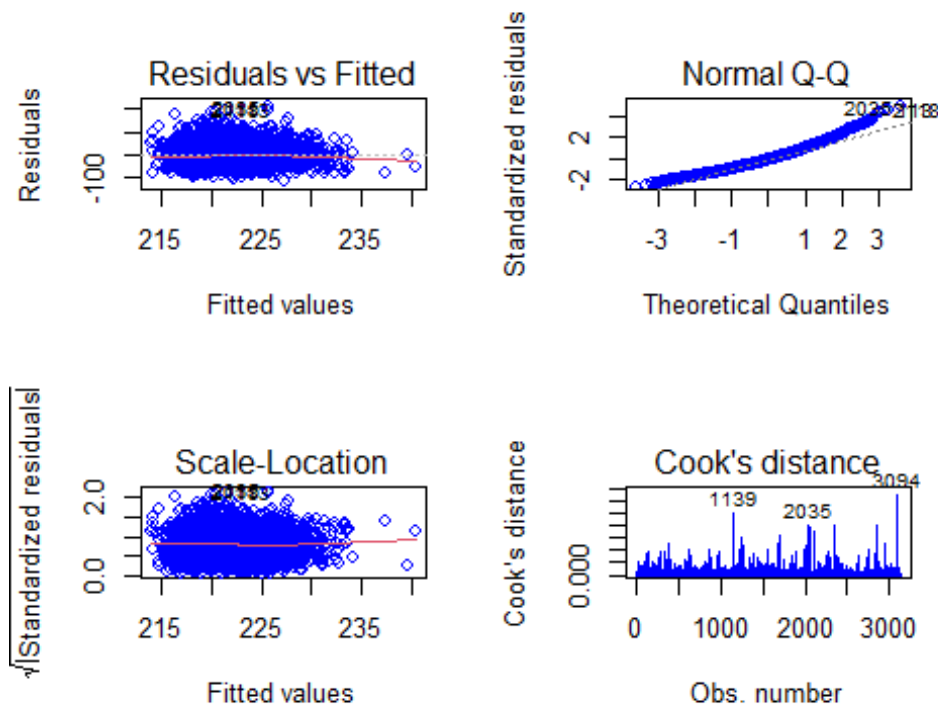 Residuals vs Fitted
Residuals
-100
215 225 235
Fitted values
Normal Q-Q
Standardized residuals
2
-2
-3 -1 1 2 3
Theoretical Quantiles
Scale-Location
√|Standardized residuals|
2.0
0.0
215 225 235
Fitted values
Cook's distance
Cook's distance
0.000
1139
2035
3094
0 1000 2000 3000
Obs. number